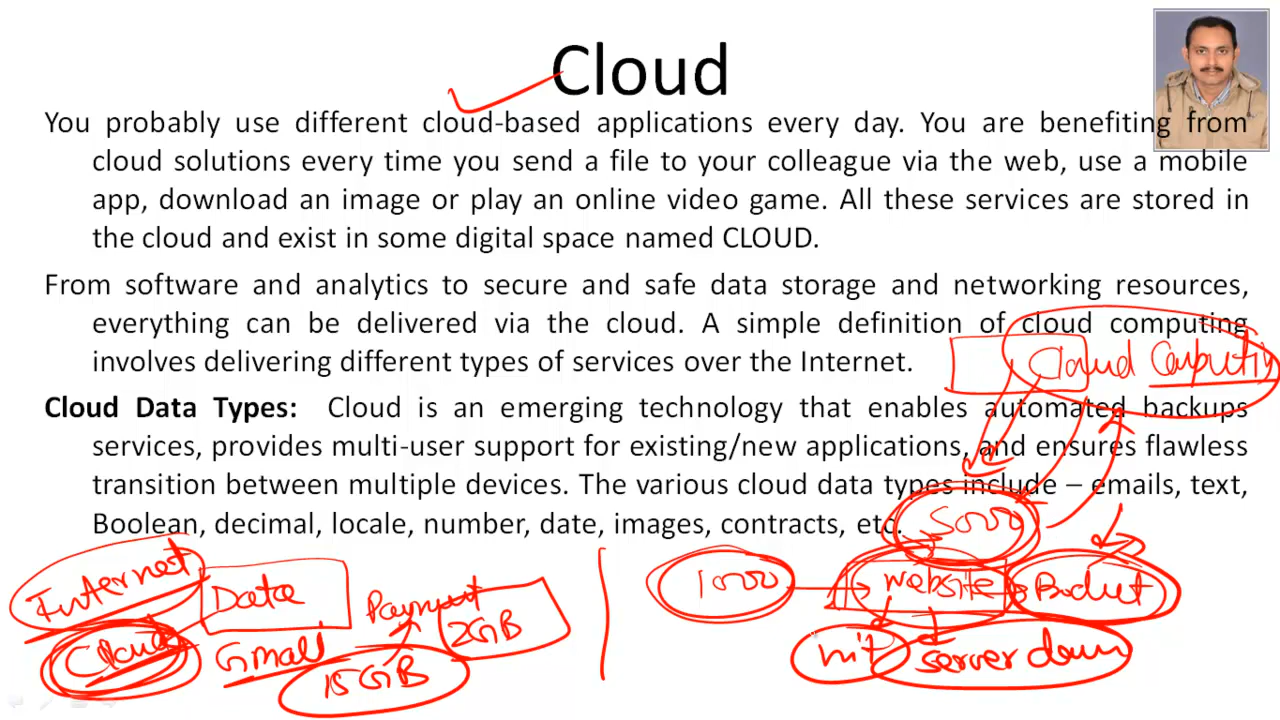 Cloud
You probably use different cloud-based applications every day. You are benefiting from
cloud solutions every time you send a file to your colleague via the web, use a mobile
app, download an image or play an online video game. All these services are stored in
the cloud and exist in some digital space named CLOUD.
From software and analytics to secure and safe data storage and networking resources,
everything can be delivered via the cloud. A simple definition of cloud computing
involves delivering different types of services over the Internet.
Cloud Computing
Cloud Data Types: Cloud is an emerging technology that enables automated backups
services, provides multi-user support for existing/new applications, and ensures flawless
transition between multiple devices. The various cloud data types include – emails, text,
Boolean, decimal, locale, number, date, images, contracts, etc.
5000
Internet
Data
Payment
2GB
Cloud
Gmail
15GB
1000
website
Product
server down